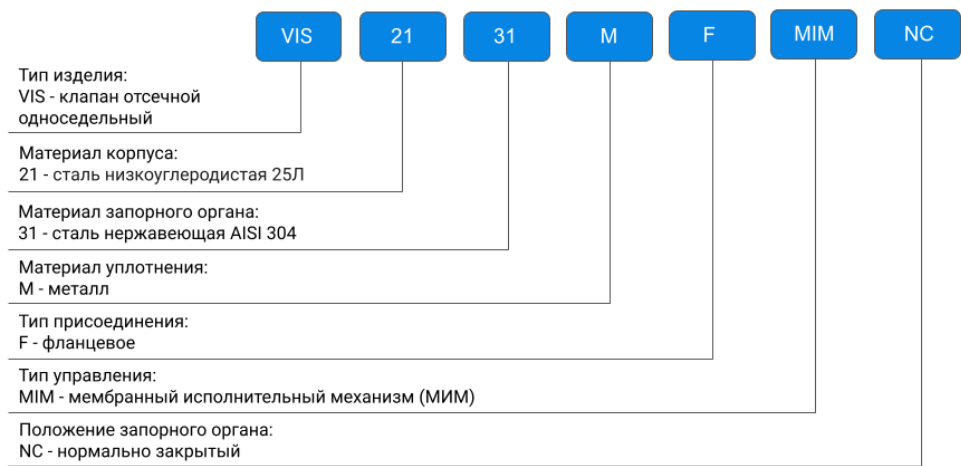 VIS 21 31 M F MIM NC
Тип изделия:
VIS - клапан отсечной
односедельный
Материал корпуса:
21 - сталь низкоуглеродистая 25Л
Материал запорного органа:
31 - сталь нержавеющая AISI 304
Материал уплотнения:
М - металл
Тип присоединения:
F - фланцевое
Тип управления:
MIM - мембранный исполнительный механизм (МИМ)
Положение запорного органа:
NC - нормально закрытый